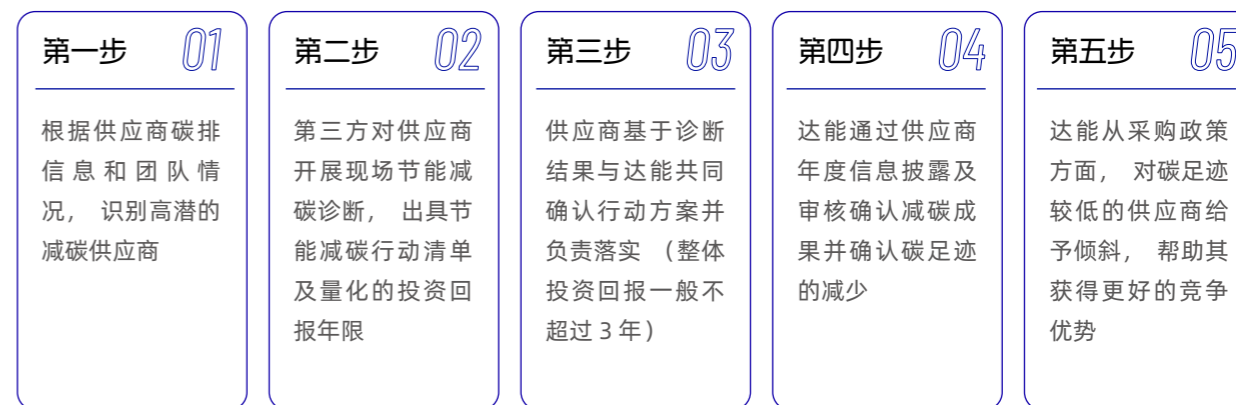 第一步 01
根据供应商碳排
信息和团队情
况， 识别高潜的
减碳供应商
第二步 02
第三方对供应商
开展现场节能减
碳诊断， 出具节
能减碳行动清单
及量化的投资回
报年限
第三步 03
供应商基于诊断
结果与达能共同
确认行动方案并
负责落实 （整体
投资回报一般不
超过 3 年）
第四步 04
达能通过供应商
年度信息披露及
审核确认减碳成
果并确认碳足迹
的减少
第五步 05
达能从采购政策
方面， 对碳足迹
较低的供应商给
予倾斜， 帮助其
获得更好的竞争
优势